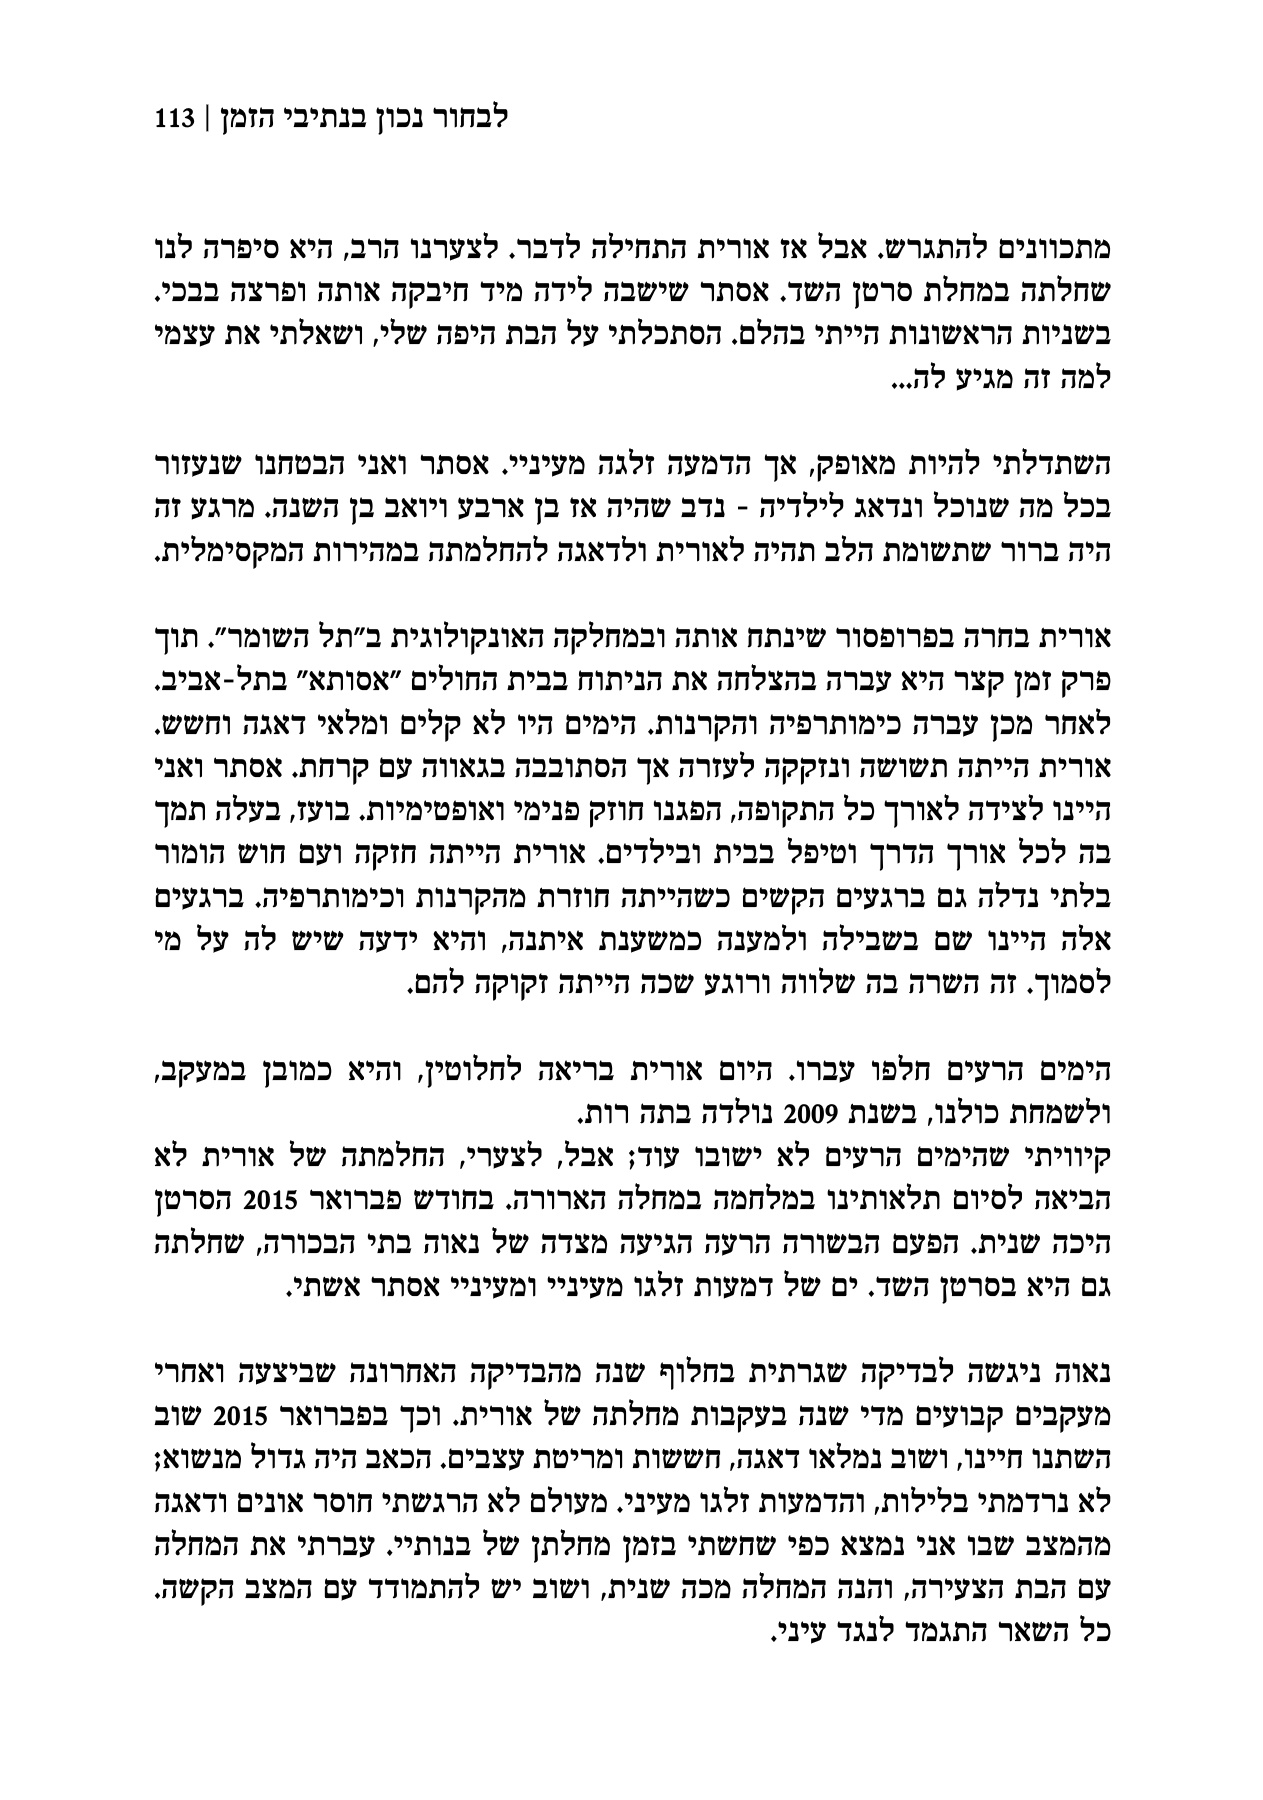 לבחור נכון בנתיבי הזמן | 113
מתכוונים להתגרש. אבל אז אורית התחילה לדבר. לצערנו הרב, היא סיפרה לנו
שחלתה במחלת סרטן השד. אסתר שישבה לידה מיד חיבקה אותה ופרצה בבכי.
בשניות הראשונות הייתי בהלם. הסתכלתי על הבת היפה שלי, ושאלתי את עצמי
למה זה מגיע לה...
השתדלתי להיות מאופק, אך הדמעה זלגה מעיניי. אסתר ואני הבטחנו שנעזור
בכל מה שנוכל ונדאג לילדיה - נדב שהיה אז בן ארבע ויואב בן השנה. מרגע זה
היה ברור שתשומת הלב תהיה לאורית ולדאגה להחלמתה במהירות המקסימלית.
אורית בחרה בפרופסור שינתח אותה ובמחלקה האונקולוגית ב"תל השומר". תוך
פרק זמן קצר היא עברה בהצלחה את הניתוח בבית החולים "אסותא" בתל-אביב.
לאחר מכן עברה כימותרפיה והקרנות. הימים היו לא קלים ומלאי דאגה וחשש.
אורית הייתה תשושה ונזקקה לעזרה אך הסתובבה בגאווה עם קרחת. אסתר ואני
היינו לצידה לאורך כל התקופה, הפגנו חוזק פנימי ואופטימיות. בועז, בעלה תמך
בה לכל אורך הדרך וטיפל בבית ובילדים. אורית הייתה חזקה ועם חוש הומור
בלתי נדלה גם ברגעים הקשים כשהייתה חוזרת מהקרנות וכימותרפיה. ברגעים
אלה היינו שם בשבילה ולמענה כמשענת איתנה, והיא ידעה שיש לה על מי
לסמוך. זה השרה בה שלווה ורוגע שכה הייתה זקוקה להם.
הימים הרעים חלפו עברו. היום אורית בריאה לחלוטין, והיא כמובן במעקב,
ולשמחת כולנו, בשנת 2009 נולדה בתה רות.
קיוויתי שהימים הרעים לא ישובו עוד; אבל, לצערי, החלמתה של אורית לא
הביאה לסיום תלאותינו במלחמה במחלה הארורה. בחודש פברואר 2015 הסרטן
היכה שנית. הפעם הבשורה הרעה הגיעה מצדה של נאוה בתי הבכורה, שחלתה
גם היא בסרטן השד. ים של דמעות זלגו מעיניי ומעיניי אסתר אשתי.
נאוה ניגשה לבדיקה שגרתית בחלוף שנה מהבדיקה האחרונה שביצעה ואחרי
מעקבים קבועים מדי שנה בעקבות מחלתה של אורית. וכך בפברואר 2015 שוב
השתנו חיינו, ושוב נמלאו דאגה, חששות ומריטת עצבים. הכאב היה גדול מנשוא;
לא נרדמתי בלילות, והדמעות זלגו מעיני. מעולם לא הרגשתי חוסר אונים ודאגה
מהמצב שבו אני נמצא כפי שחשתי בזמן מחלתן של בנותיי. עברתי את המחלה
עם הבת הצעירה, והנה המחלה מכה שנית, ושוב יש להתמודד עם המצב הקשה.
כל השאר התגמד לנגד עיני.